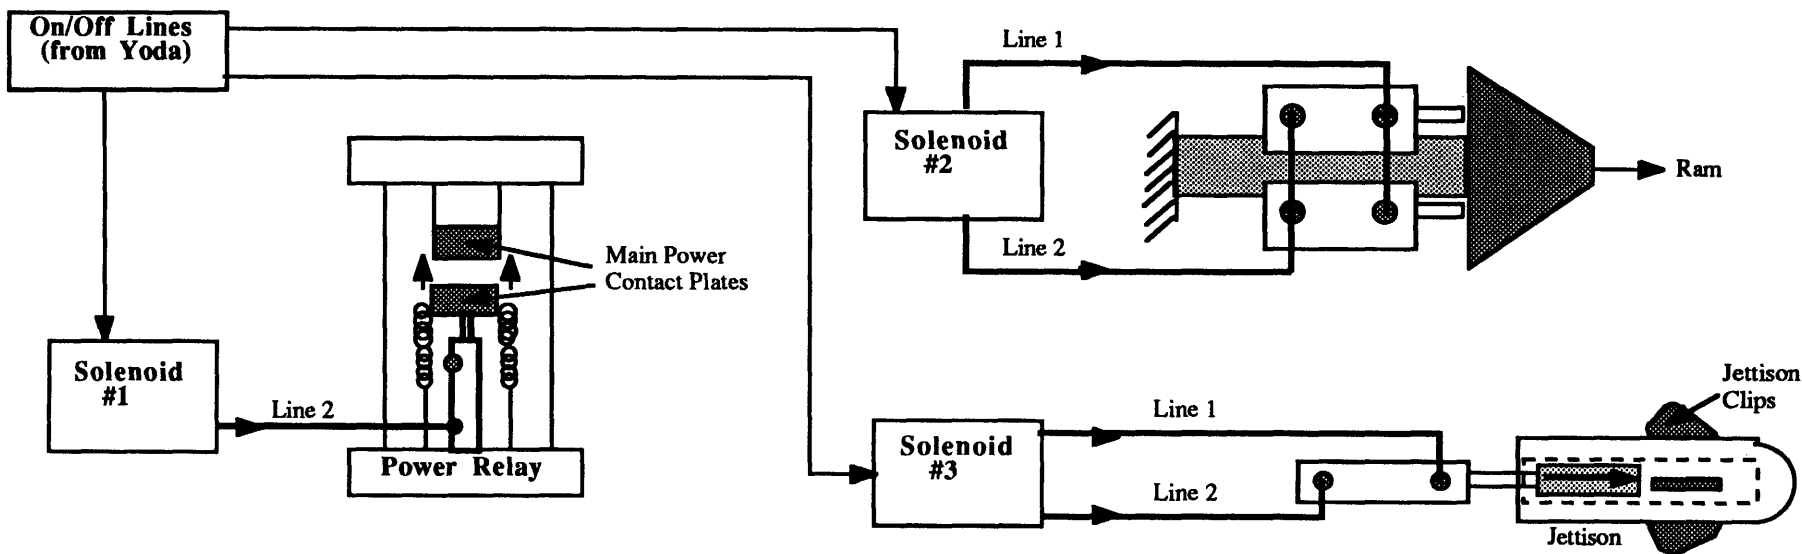 On/Off Lines
(from Yoda)
Line 1
Solenoid
#2
Ram
Line 2
Main Power
Contact Plates
Solenoid
#1
Line 2
Power Relay
Jettison
Clips
Line 1
Solenoid
#3
Line 2
Jettison